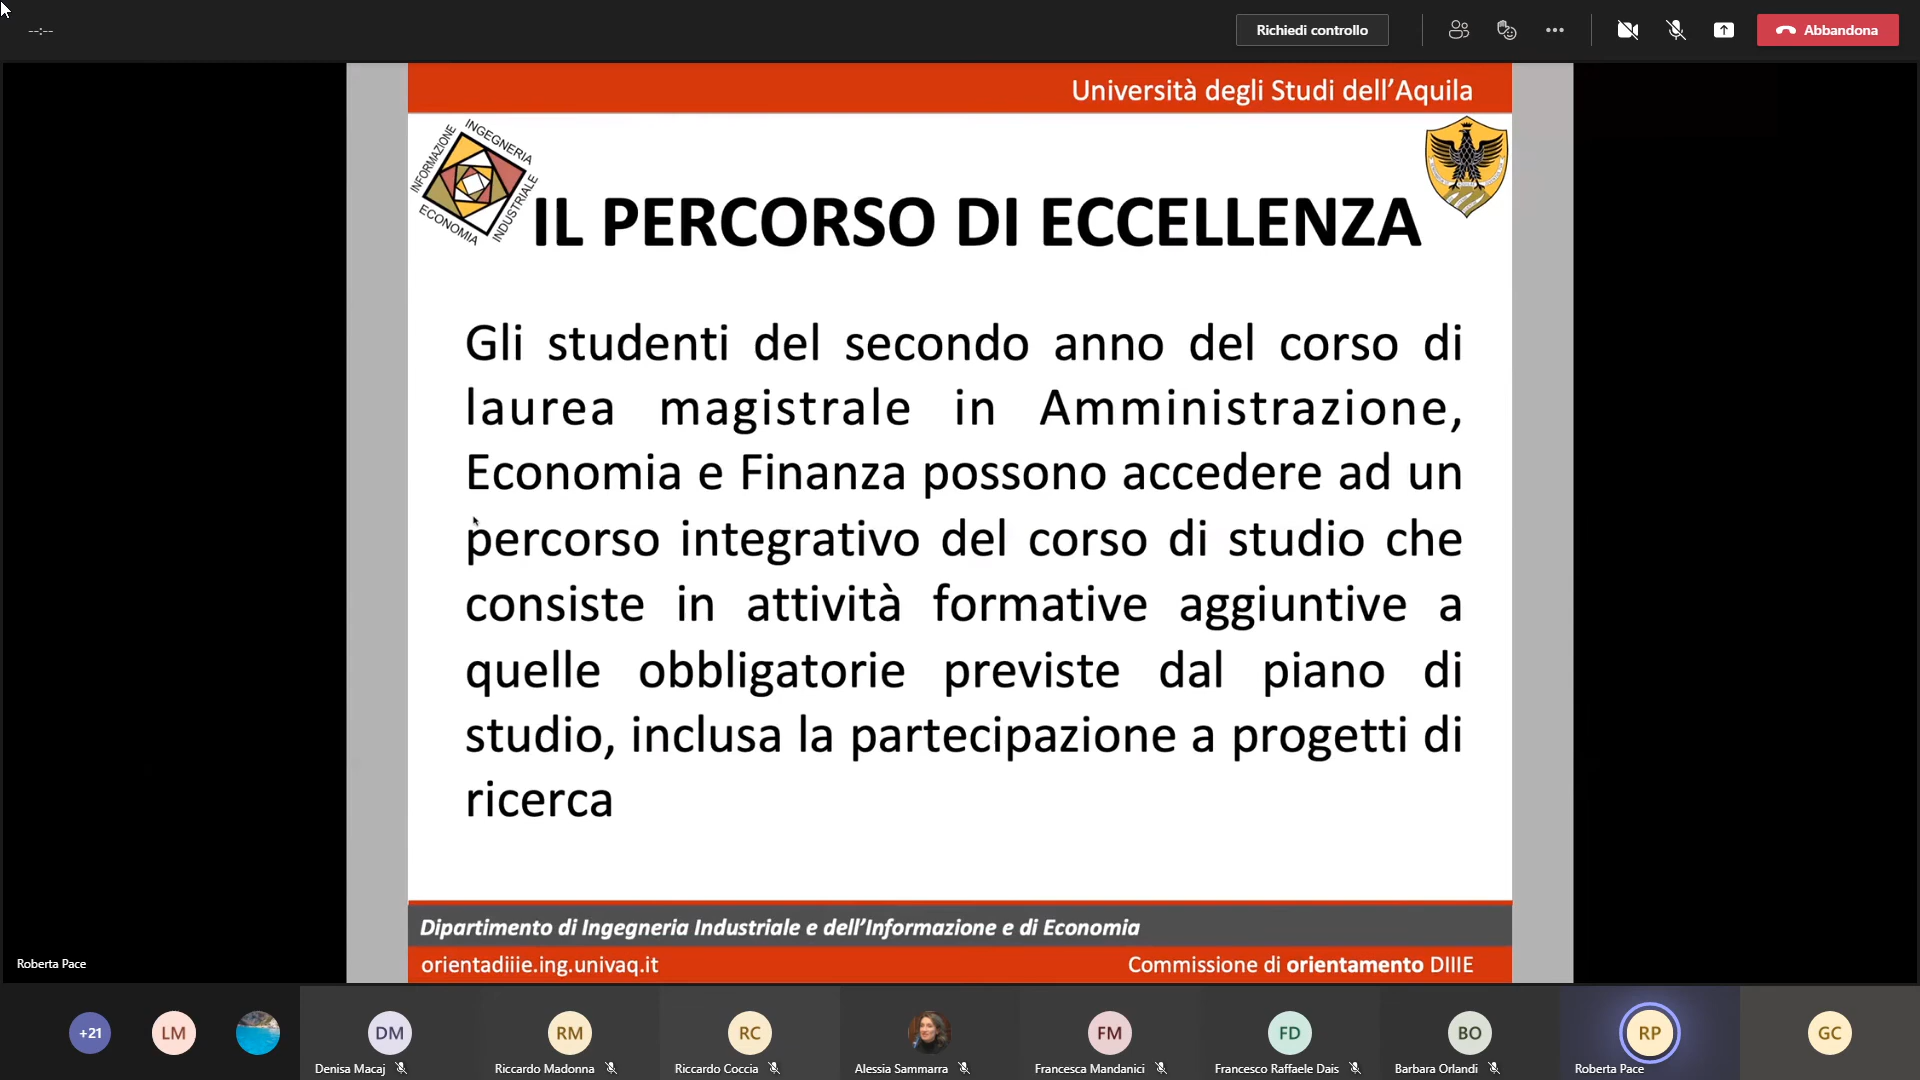 --:--
Richiedi controllo
Abbandona
Università degli Studi dell'Aquila
INFORMAZIONE
INGEGNERIA
INDUSTRIALE
ECONOMIA
IL PERCORSO DI ECCELLENZA
Gli studenti del secondo anno del corso di
laurea magistrale in Amministrazione,
Economia e Finanza possono accedere ad un
percorso integrativo del corso di studio che
consiste in attività formative aggiuntive a
quelle obbligatorie previste dal piano di
studio, inclusa la partecipazione a progetti di
ricerca
Dipartimento di Ingegneria Industriale e dell'Informazione e di Economia
orientadiiie.ing.univaq.it
Commissione di orientamento DIIIE
Roberta Pace
+21
LM
DM
RM
RC
FM
FD
BO
RP
GC
Denisa Macaj
Riccardo Madonna
Riccardo Coccia
Alessia Sammarra
Francesca Mandanici
Francesco Raffaele Dais
Barbara Orlandi
Roberta Pace